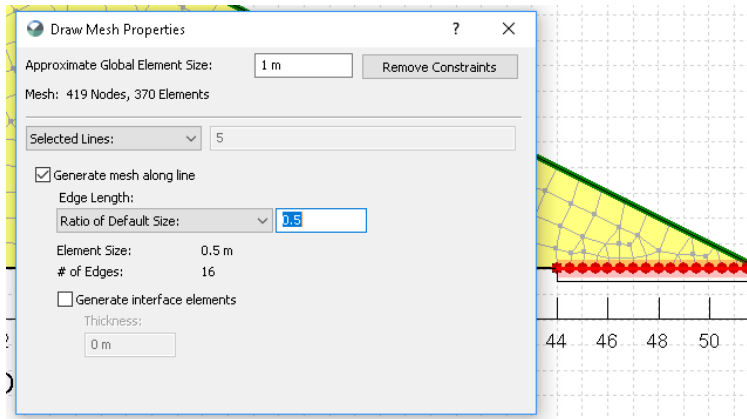 Draw Mesh Properties
?
Approximate Global Element Size: 1 m Remove Constraints
Mesh: 419 Nodes, 370 Elements
Selected Lines: 5
Generate mesh along line
Edge Length:
Ratio of Default Size: 0.5
Element Size: 0.5 m
# of Edges: 16
Generate interface elements
Thickness:
0 m
44 46 48 50